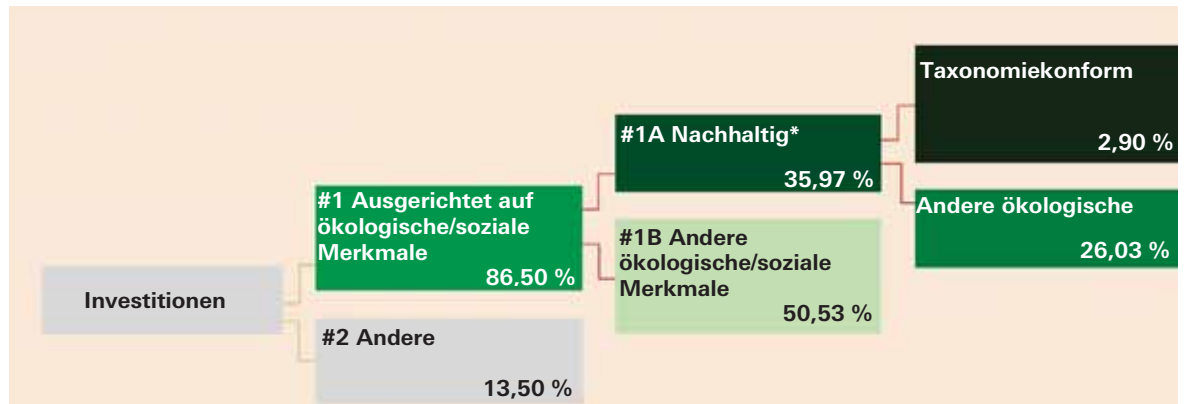 Investitionen
#1 Ausgerichtet auf
ökologische/soziale
Merkmale
86,50 %
#2 Andere
13,50 %
#1A Nachhaltig*
35,97 %
#1B Andere
ökologische/soziale
Merkmale
50,53 %
Taxonomiekonform
2,90 %
Andere ökologische
26,03 %